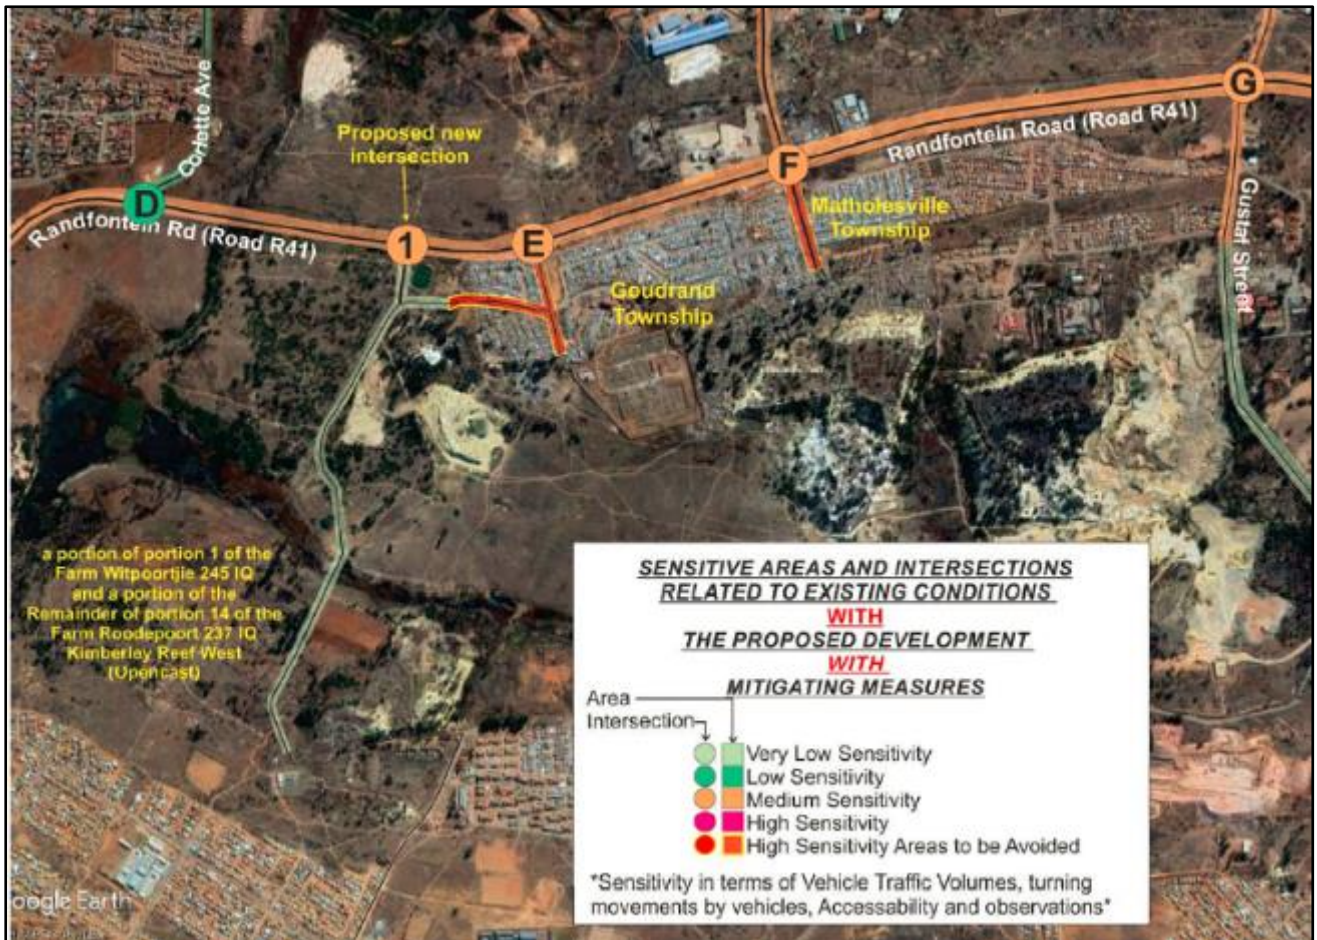 Corlette Ave
Proposed new
intersection
D
Randfontein Rd (Road R41)
1
E
F
G
Randfontein Road (Road R41)
Matholesville
Township
Goudrand
Township
Gustaf Street
a portion of portion 1 of the
Farm Witpoortjie 245 IQ
and a portion of the
Remainder of portion 14 of the
Farm Roodepoort 237 IQ
Kimberley Reef West
(Opencast)
SENSITIVE AREAS AND INTERSECTIONS
RELATED TO EXISTING CONDITIONS
WITH
THE PROPOSED DEVELOPMENT
WITH
MITIGATING MEASURES
Area
Intersection
Very Low Sensitivity
Low Sensitivity
Medium Sensitivity
High Sensitivity
High Sensitivity Areas to be Avoided
*Sensitivity in terms of Vehicle Traffic Volumes, turning
movements by vehicles, Accessability and observations*
oogle Earth